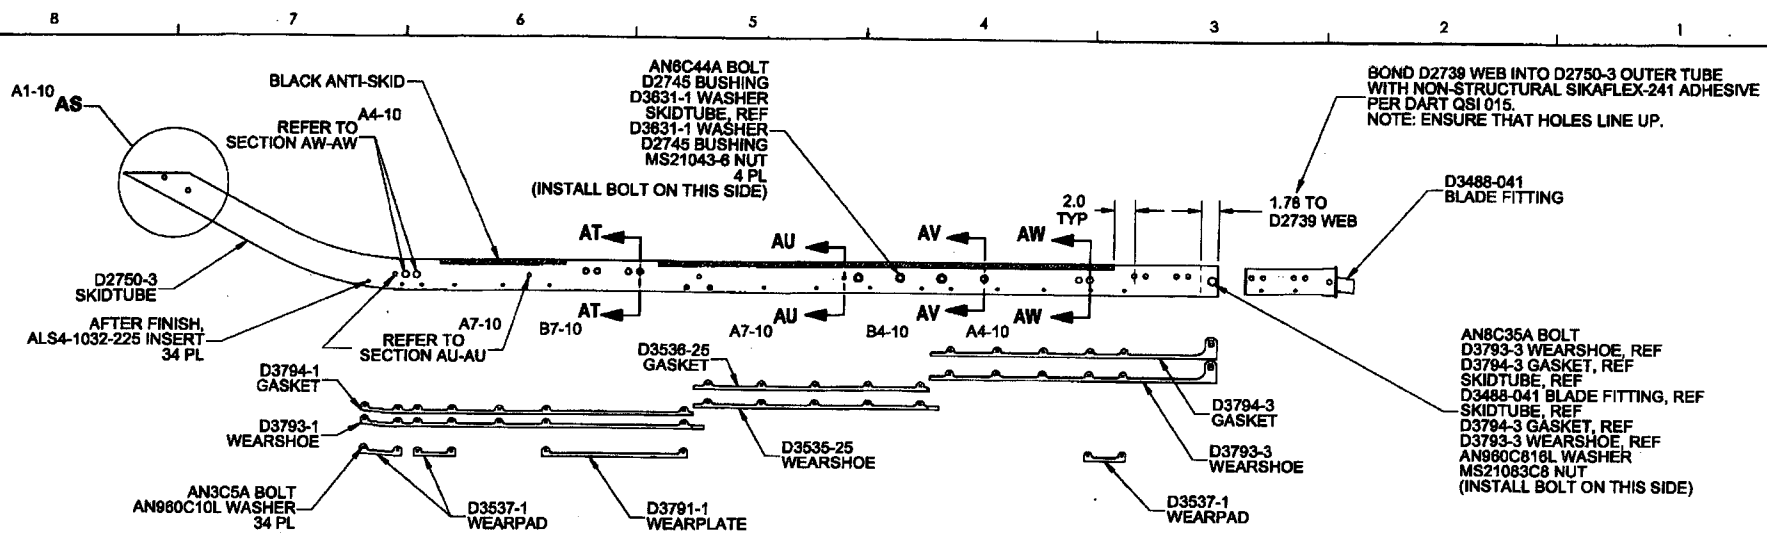 8 7 6 5 4 3 2 1
A1-10
AS
BLACK ANTI-SKID
A4-10
REFER TO
SECTION AW-AW
AN6C44A BOLT
D2745 BUSHING
D3631-1 WASHER
SKIDTUBE, REF
D3631-1 WASHER
D2745 BUSHING
MS21043-6 NUT
4 PL
(INSTALL BOLT ON THIS SIDE)
BOND D2739 WEB INTO D2750-3 OUTER TUBE
WITH NON-STRUCTURAL SIKAFLEX-241 ADHESIVE
PER DART QSI 015.
NOTE: ENSURE THAT HOLES LINE UP.
2.0
TYP
1.78 TO
D2739 WEB
D3488-041
BLADE FITTING
AT
AU
AV
AW
D2750-3
SKIDTUBE
AFTER FINISH,
ALS4-1032-225 INSERT
34 PL
A7-10
REFER TO
SECTION AU-AU
B7-10
AT
A7-10
AU
B4-10
AV
A4-10
AW
D3794-1
GASKET
D3793-1
WEARSHOE
AN3C5A BOLT
AN960C10L WASHER
34 PL
D3537-1
WEARPAD
D3791-1
WEARPLATE
D3536-25
GASKET
D3535-25
WEARSHOE
D3794-3
GASKET
D3793-3
WEARSHOE
D3537-1
WEARPAD
AN8C35A BOLT
D3793-3 WEARSHOE, REF
D3794-3 GASKET, REF
SKIDTUBE, REF
D3488-041 BLADE FITTING, REF
SKIDTUBE, REF
D3794-3 GASKET, REF
D3793-3 WEARSHOE, REF
AN960C816L WASHER
MS21083C8 NUT
(INSTALL BOLT ON THIS SIDE)